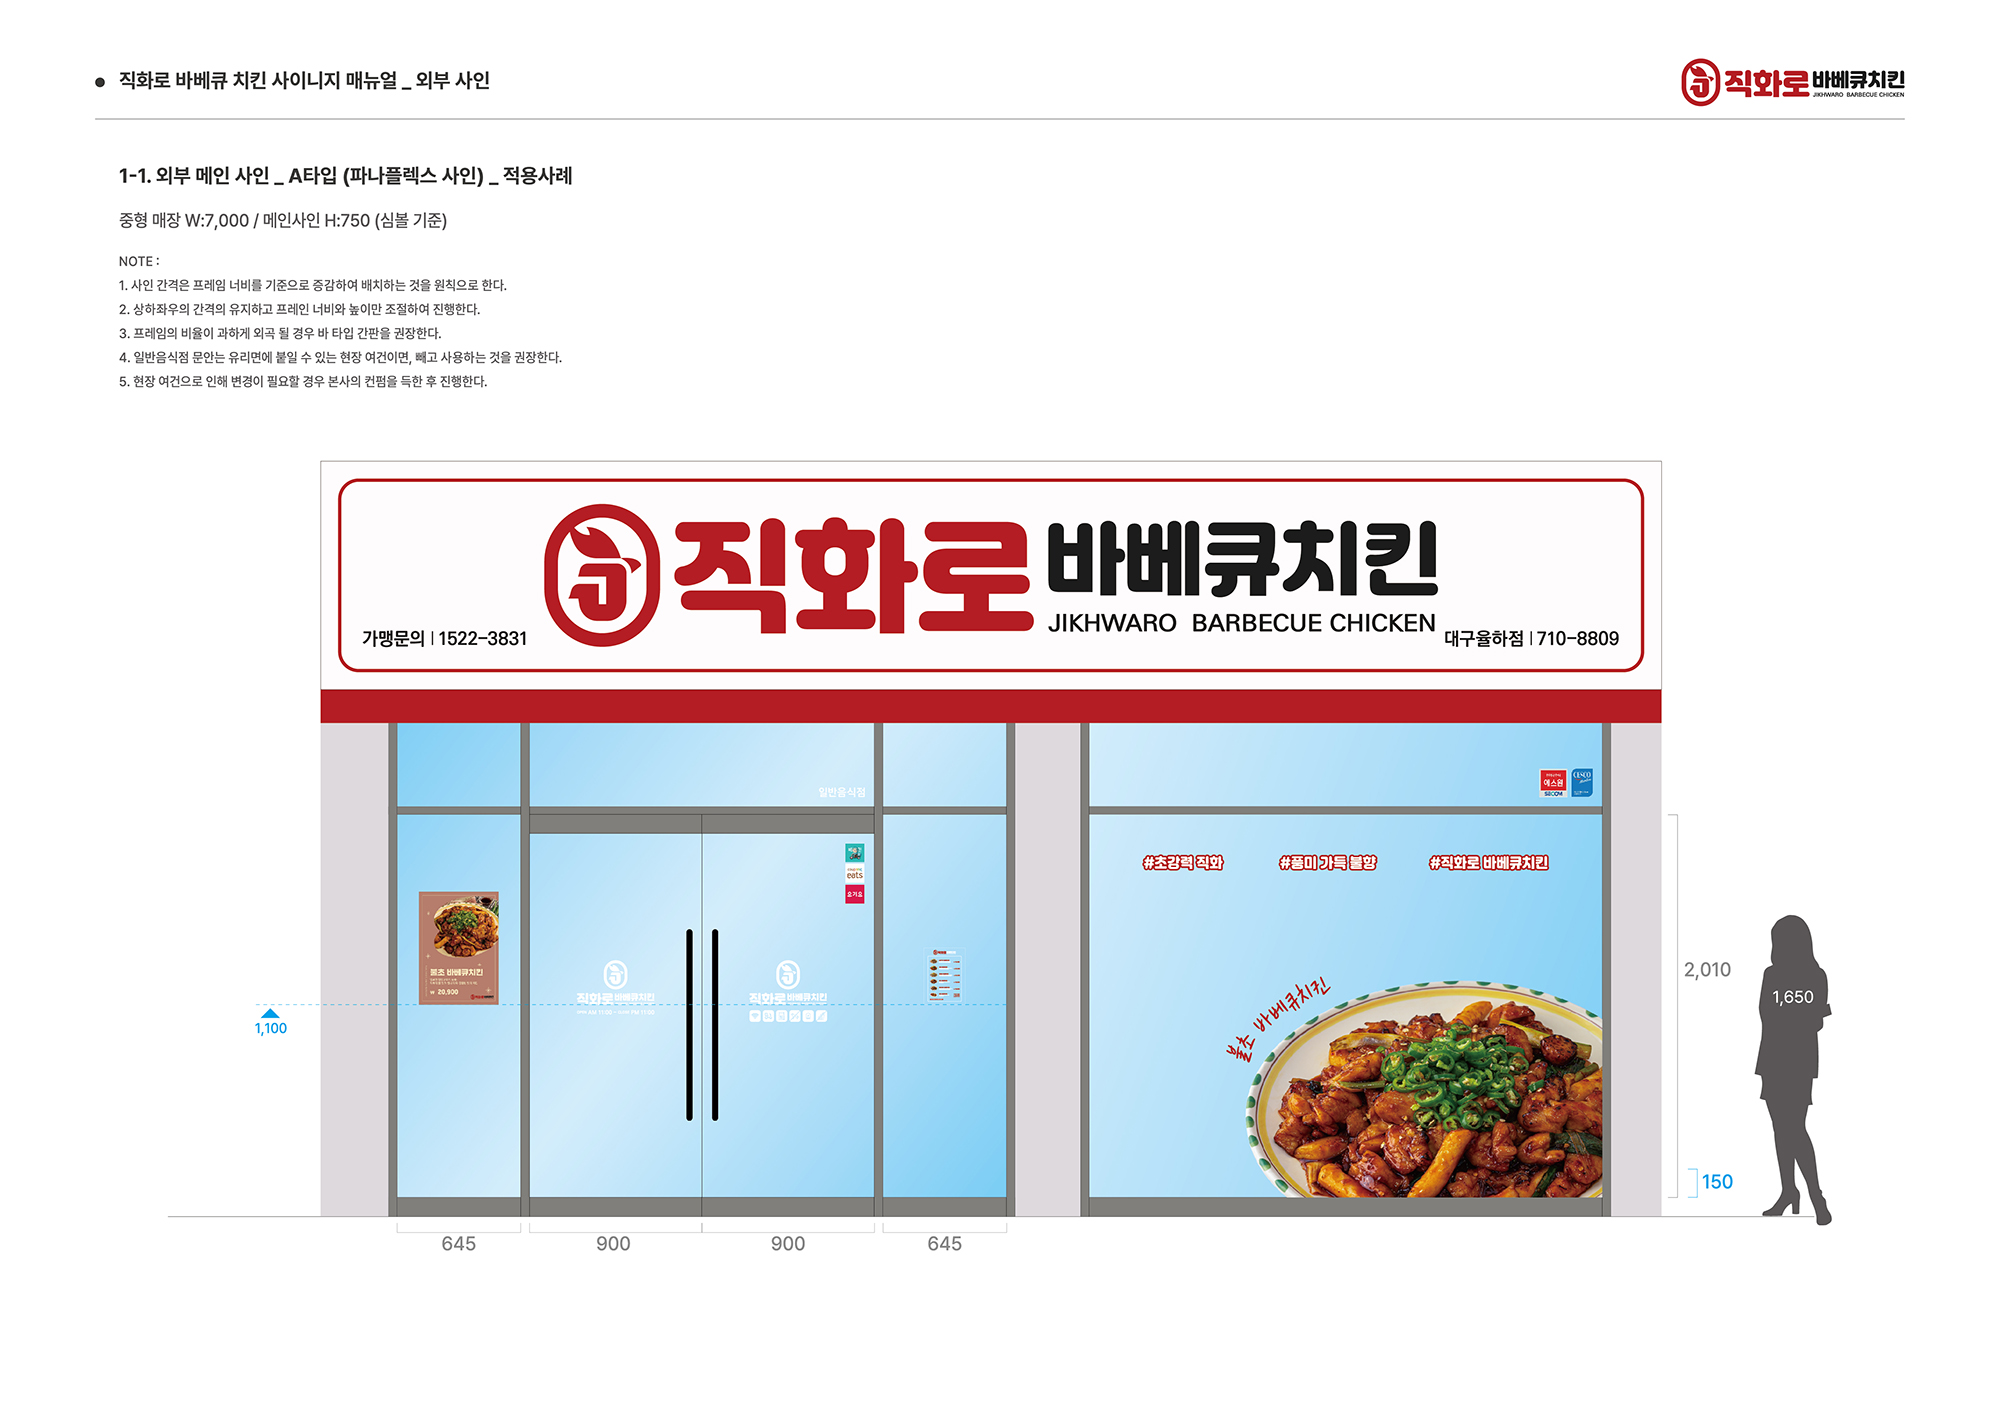 직화로 바베큐 치킨 사이니지 매뉴얼 _ 외부 사인
직화로 바베큐치킨
JIKHWARO BARBECUE CHICKEN
1-1. 외부 메인 사인 _ A타입 (파나플렉스 사인) _ 적용사례
중형 매장 W:7,000 / 메인사인 H:750 (심볼 기준)
NOTE :
1. 사인 간격은 프레임 너비를 기준으로 증감하여 배치하는 것을 원칙으로 한다.
2. 상하좌우의 간격의 유지하고 프레인 너비와 높이만 조절하여 진행한다.
3. 프레임의 비율이 과하게 외곡 될 경우 바 타입 간판을 권장한다.
4. 일반음식점 문안는 유리면에 붙일 수 있는 현장 여건이면, 빼고 사용하는 것을 권장한다.
5. 현장 여건으로 인해 변경이 필요할 경우 본사의 컨펌을 득한 후 진행한다.
직화로 바베큐치킨
JIKHWARO BARBECUE CHICKEN
가맹문의 | 1522-3831
대구율하점 | 710-8809
일반음식점
에스원
SECOM
CESCO
eats
요기요
#초강력 직화
#풍미 가득 불향
#직화로 바베큐치킨
불초 바베큐치킨
불초 바베큐치킨
₩ 20,900
직화로 바베큐치킨
AM 11:00 - PM 11:00
직화로 바베큐치킨
1,100
2,010
1,650
150
645
900
900
645